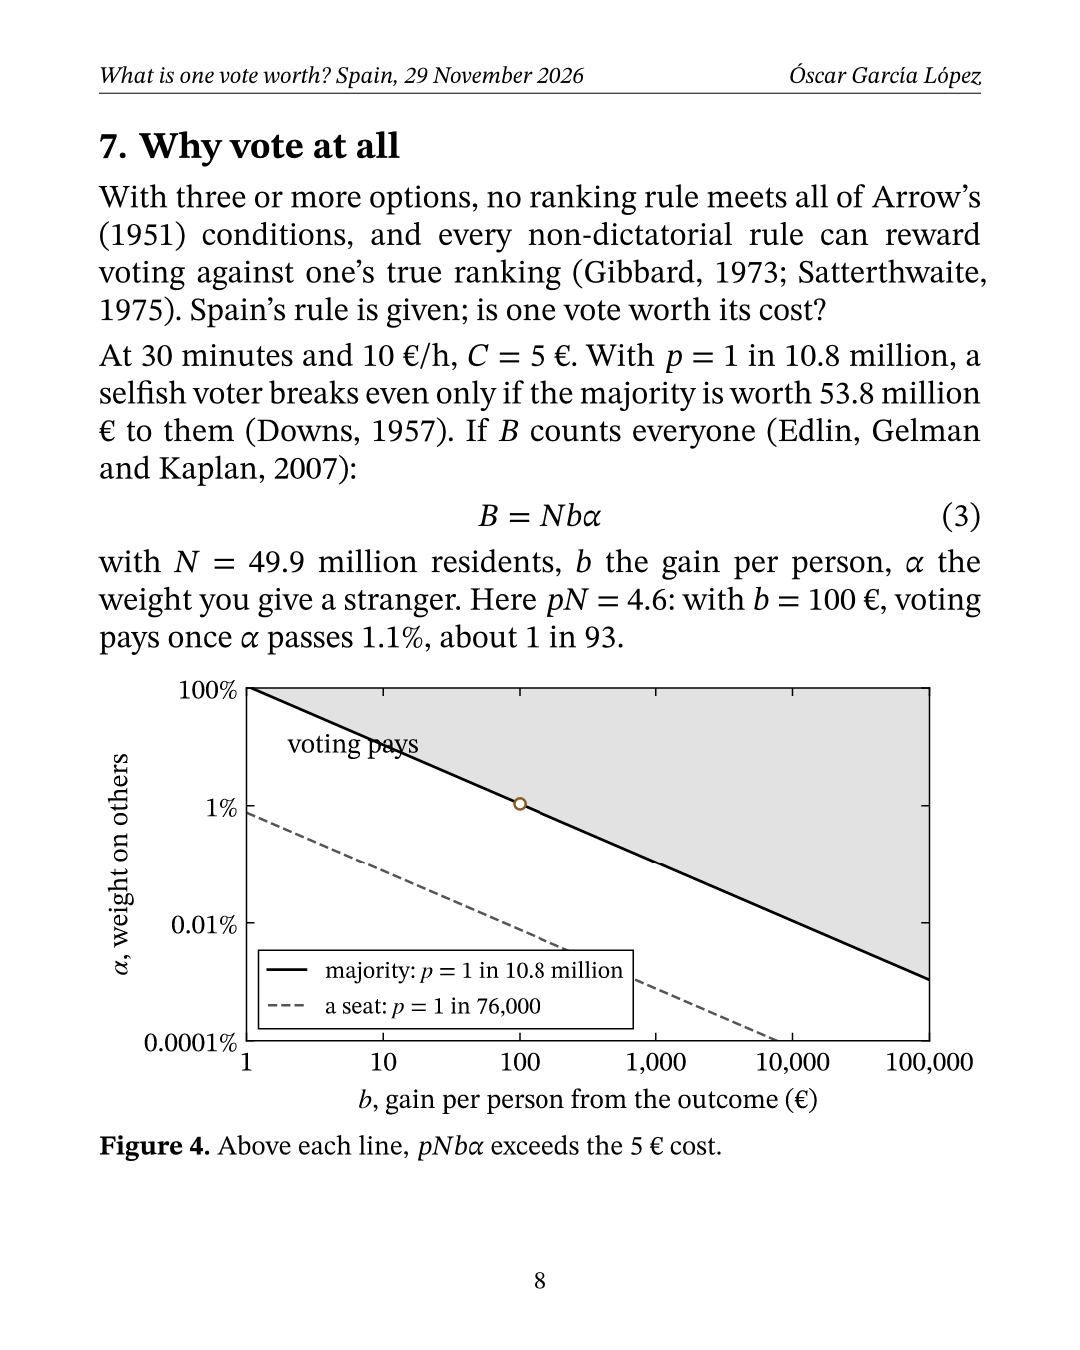 What is one vote worth? Spain, 29 November 2026 Óscar García López
7. Why vote at all
With three or more options, no ranking rule meets all of Arrow’s
(1951) conditions, and every non-dictatorial rule can reward
voting against one’s true ranking (Gibbard, 1973; Satterthwaite,
1975). Spain’s rule is given; is one vote worth its cost?
At 30 minutes and 10 €/h, C = 5 €. With p = 1 in 10.8 million, a
selfish voter breaks even only if the majority is worth 53.8 million
€ to them (Downs, 1957). If B counts everyone (Edlin, Gelman
and Kaplan, 2007):
B = Nbα (3)
with N = 49.9 million residents, b the gain per person, α the
weight you give a stranger. Here pN = 4.6: with b = 100 €, voting
pays once α passes 1.1%, about 1 in 93.
100%
voting pays
1%
α, weight on others
0.01%
majority: p = 1 in 10.8 million
a seat: p = 1 in 76,000
0.0001%
1 10 100 1,000 10,000 100,000
b, gain per person from the outcome (€)
Figure 4. Above each line, pNbα exceeds the 5 € cost.
8